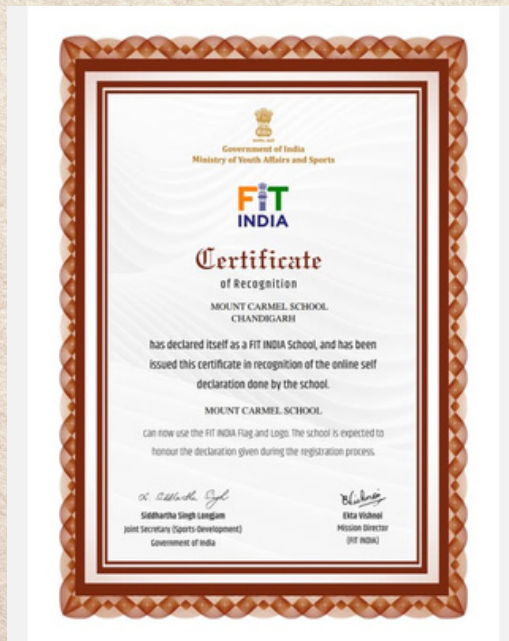 Government of India
Ministry of Youth Affairs and Sports
FIT
INDIA
Certificate
of Recognition
MOUNT CARMEL SCHOOL
CHANDIGARH
has declared itself as a FIT INDIA School, and has been
issued this certificate in recognition of the online self
declaration done by the school.
MOUNT CARMEL SCHOOL
can now use the FIT INDIA Flag and Logo. The school is expected to
honour the declaration given during the registration process.
Siddhartha Singh Longjam
Joint Secretary (Sports-Development)
Government of India
Ekta Vishnoi
Mission Director
(FIT INDIA)